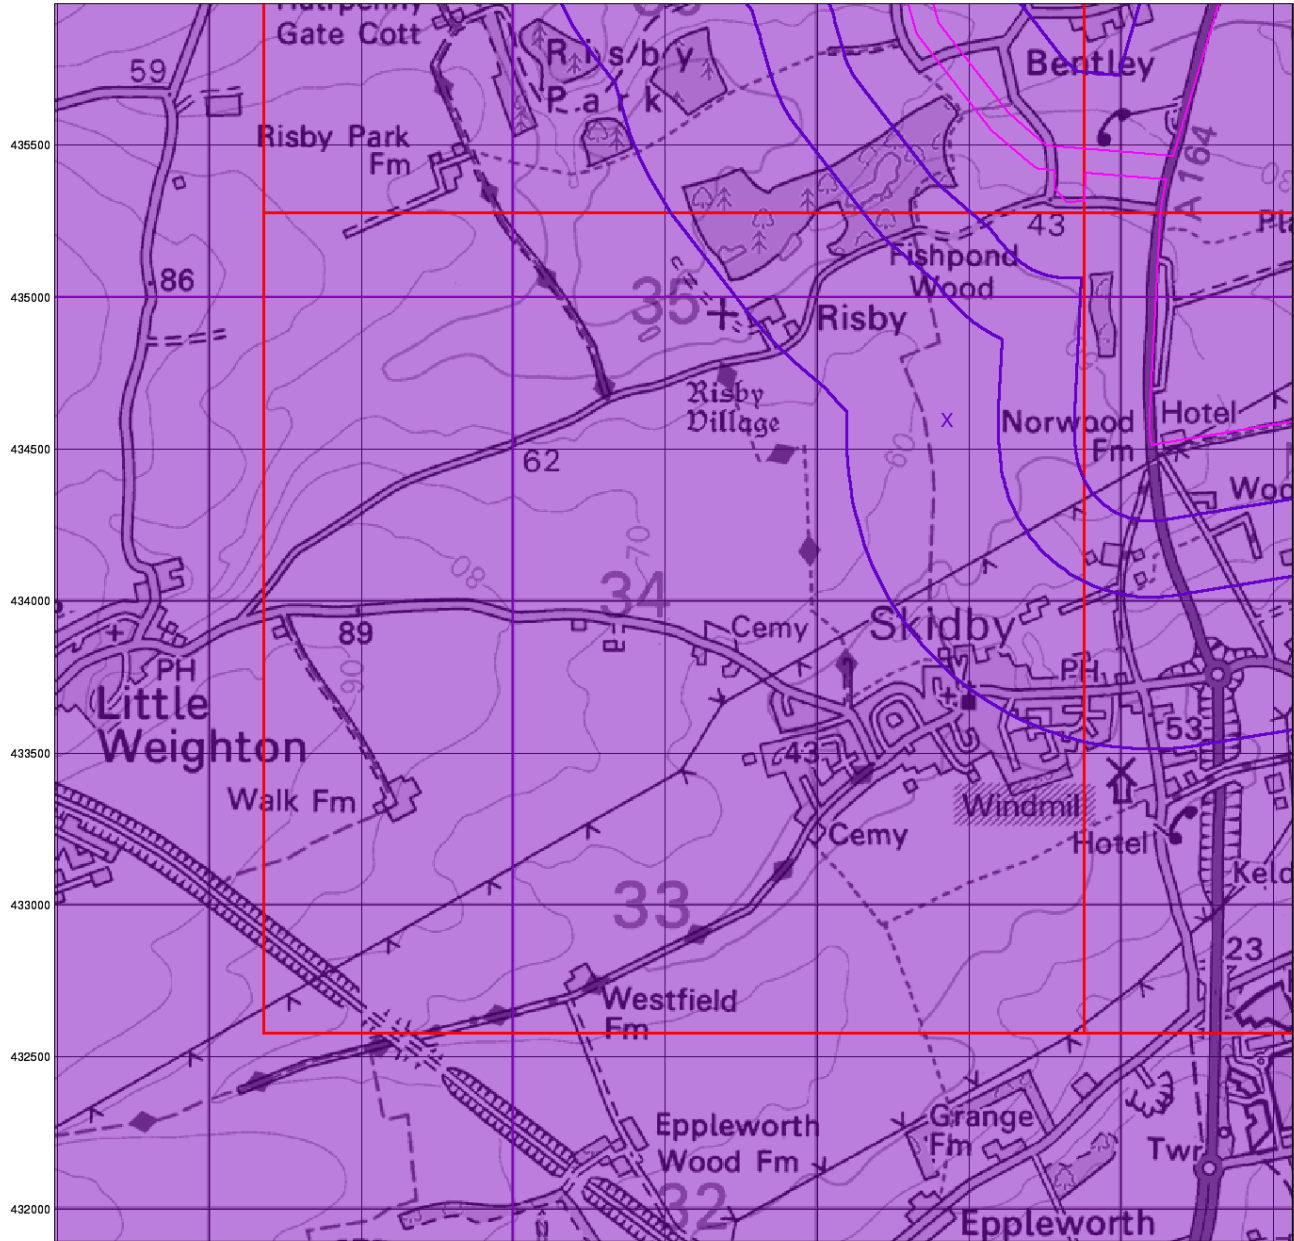 Gate Cott
Risby
Park
59
Bentley
Risby Park
Fm
435500
A 164
43
Fishpond
Wood
86
35
435000
Risby
Risby
Village
X
Norwood
Fm
Hotel
434500
62
60
70
80
34
434000
89
Cemy
Skidby
PH
PH
90
Little
Weighton
433500
53
43
Walk Fm
Windmill
Cemy
Hotel
33
433000
23
Westfield
Fm
432500
Eppleworth
Wood Fm
Grange
Fm
Twr
432000
32
Eppleworth